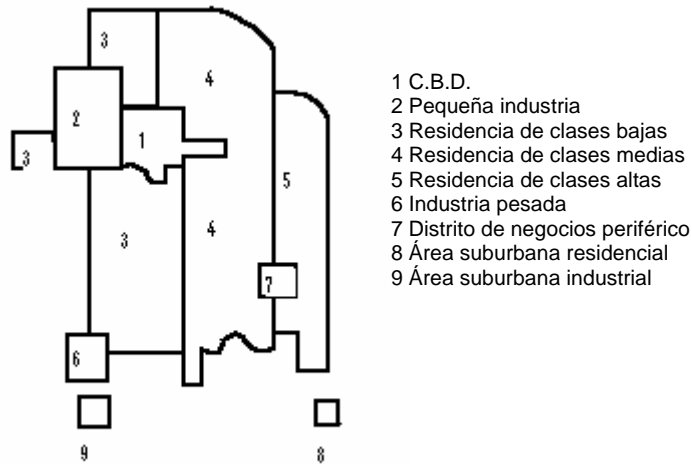 3
4
2
1
3
5
3
4
7
6
9
8
1 C.B.D.
2 Pequeña industria
3 Residencia de clases bajas
4 Residencia de clases medias
5 Residencia de clases altas
6 Industria pesada
7 Distrito de negocios periférico
8 Área suburbana residencial
9 Área suburbana industrial